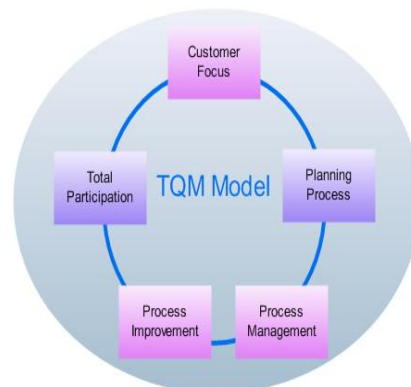 Customer
Focus
Total
Participation
TQM Model
Planning
Process
Process
Improvement
Process
Management